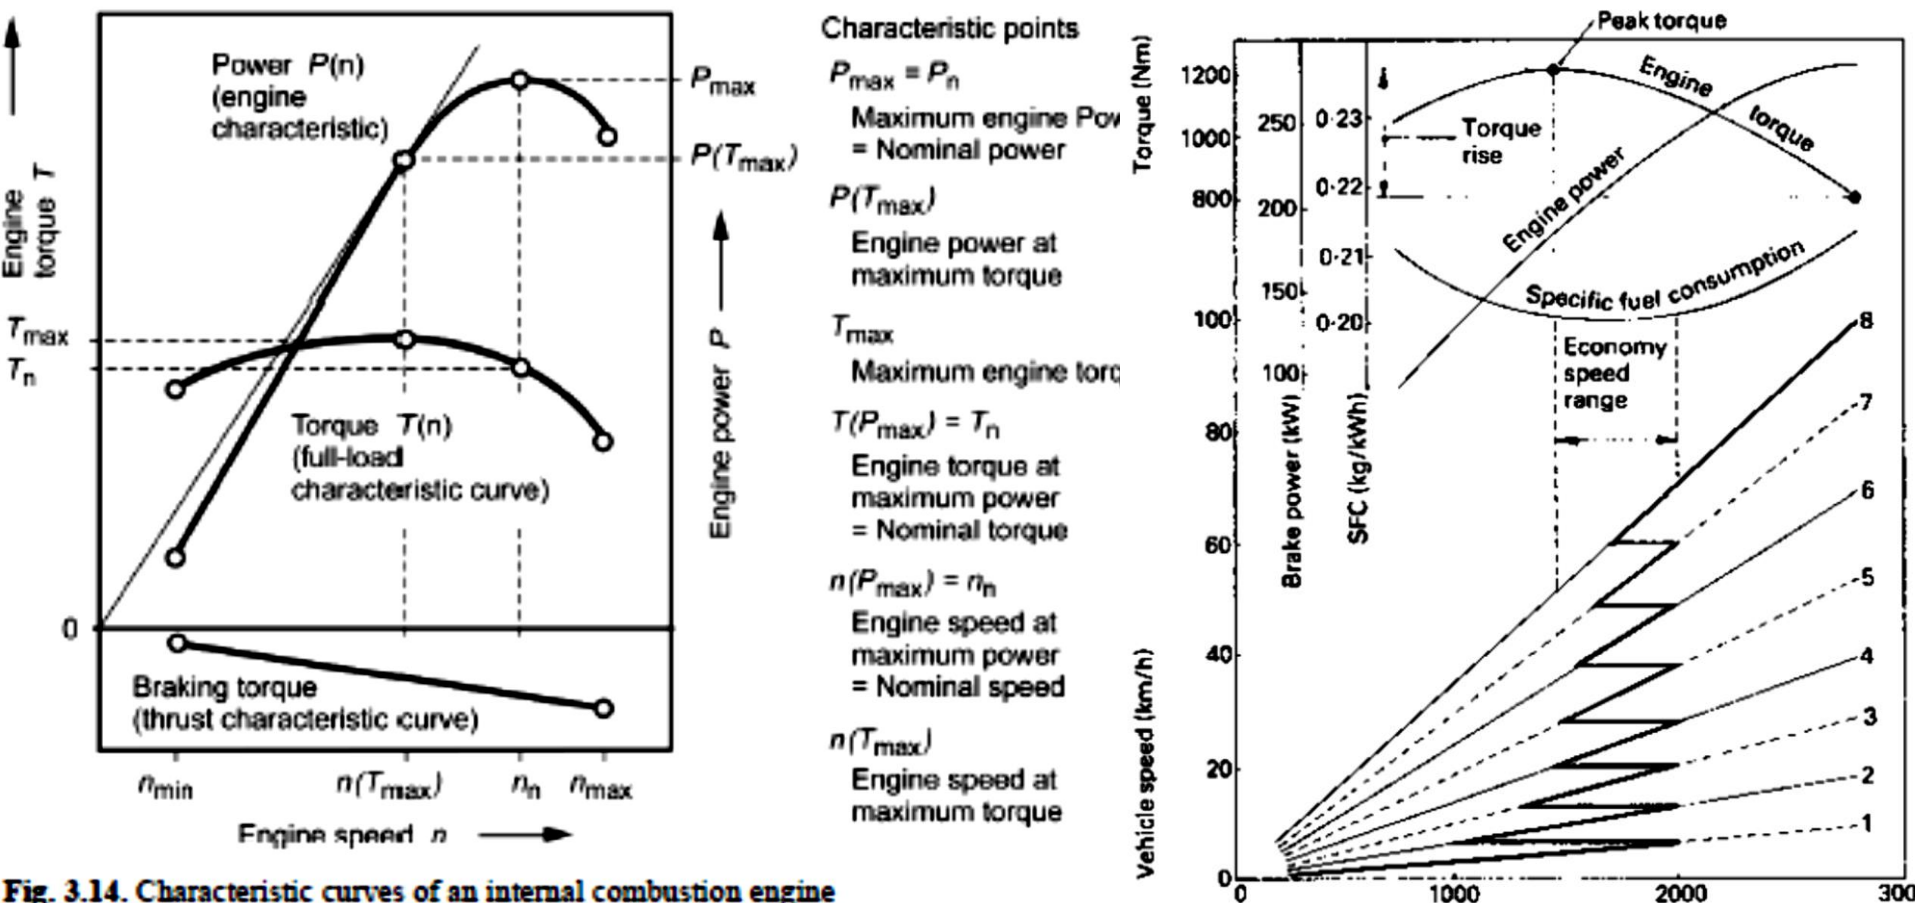 Power P(n)
(engine
characteristic)
Pmax
P(Tmax)
Engine
torque T
Tmax
Tn
Torque T(n)
(full-load
characteristic curve)
Engine power P
0
Braking torque
(thrust characteristic curve)
nmin
n(Tmax)
nn
nmax
Engine speed n
Fig. 3.14. Characteristic curves of an internal combustion engine
Characteristic points
Pmax = Pn
Maximum engine Pow
= Nominal power
P(Tmax)
Engine power at
maximum torque
Tmax
Maximum engine torq
T(Pmax) = Tn
Engine torque at
maximum power
= Nominal torque
n(Pmax) = nn
Engine speed at
maximum power
= Nominal speed
n(Tmax)
Engine speed at
maximum torque
Peak torque
Torque (Nm)
1200
1000
800
250
200
150
100
Brake power (kW)
0·23
0·22
0·21
0·20
SFC (kg/kWh)
Torque
rise
Engine
torque
Engine power
Specific fuel consumption
Economy
speed
range
100
80
60
40
20
0
Vehicle speed (km/h)
8
7
6
5
4
3
2
1
0
1000
2000
300